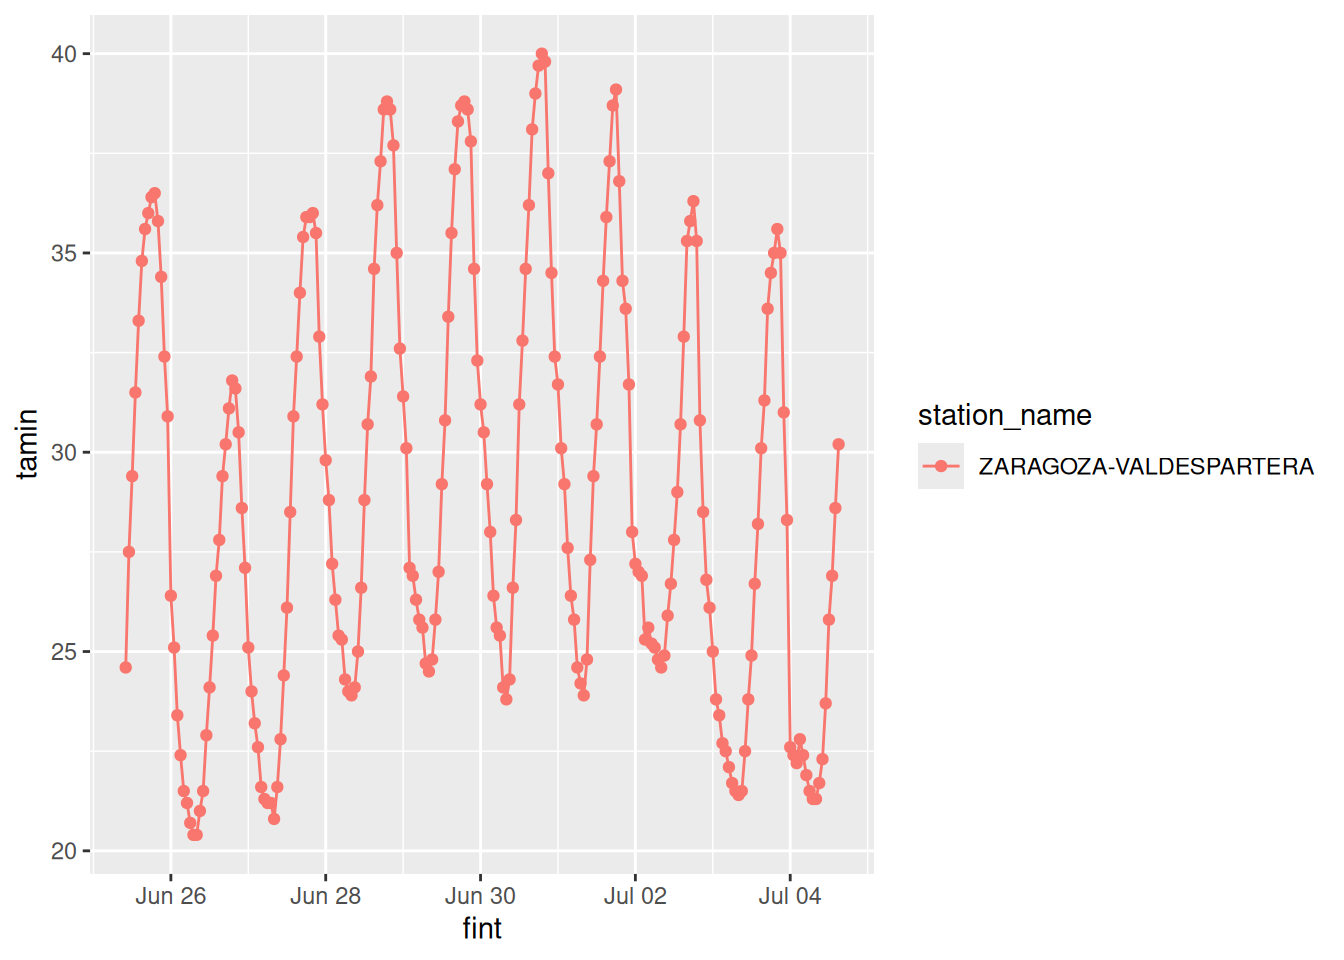 40
35
30
25
20
tamin
Jun 26
Jun 28
Jun 30
Jul 02
Jul 04
fint
station_name
ZARAGOZA-VALDESPARTERA